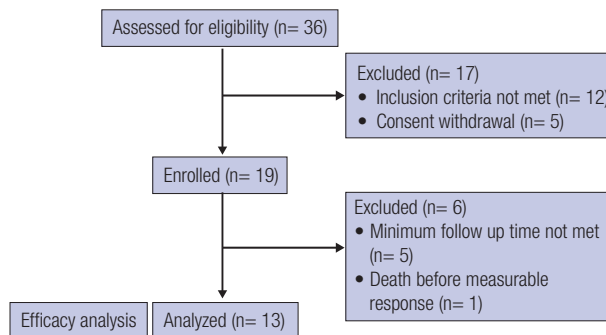 Assessed for eligibility (n= 36)
Excluded (n= 17)
• Inclusion criteria not met (n= 12)
• Consent withdrawal (n= 5)
Enrolled (n= 19)
Excluded (n= 6)
• Minimum follow up time not met
(n= 5)
• Death before measurable
response (n= 1)
Efficacy analysis
Analyzed (n= 13)